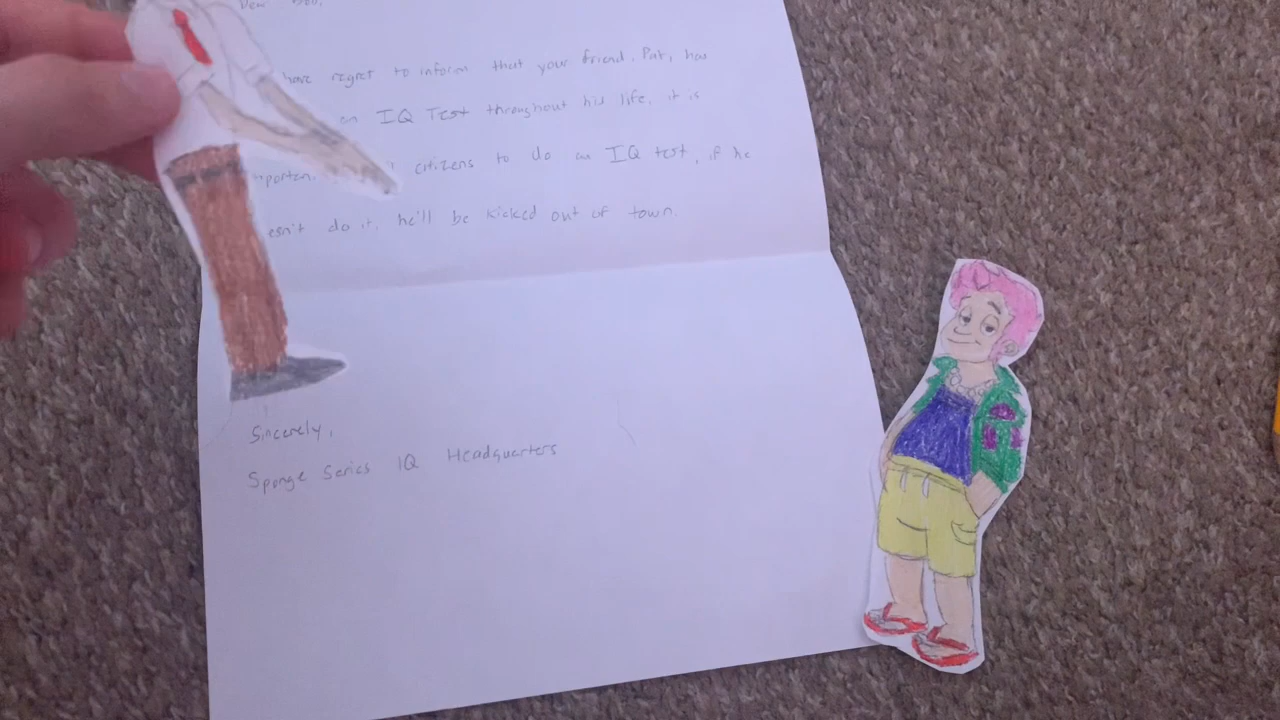 Dear Bob,
have regret to inform that your friend, Pat, has
an IQ Test throughout his life, it is
citizens to do an IQ test, if he
esn't do it, he'll be kicked out of town.
Sincerely,
Sponge Series IQ Headquarters